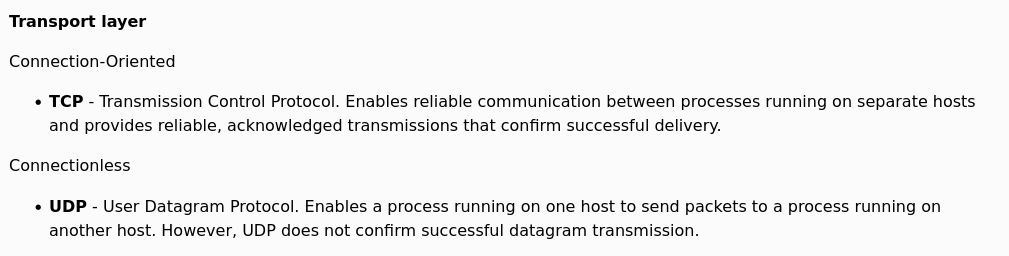 Transport layer
Connection-Oriented
• TCP - Transmission Control Protocol. Enables reliable communication between processes running on separate hosts
and provides reliable, acknowledged transmissions that confirm successful delivery.
Connectionless
• UDP - User Datagram Protocol. Enables a process running on one host to send packets to a process running on
another host. However, UDP does not confirm successful datagram transmission.